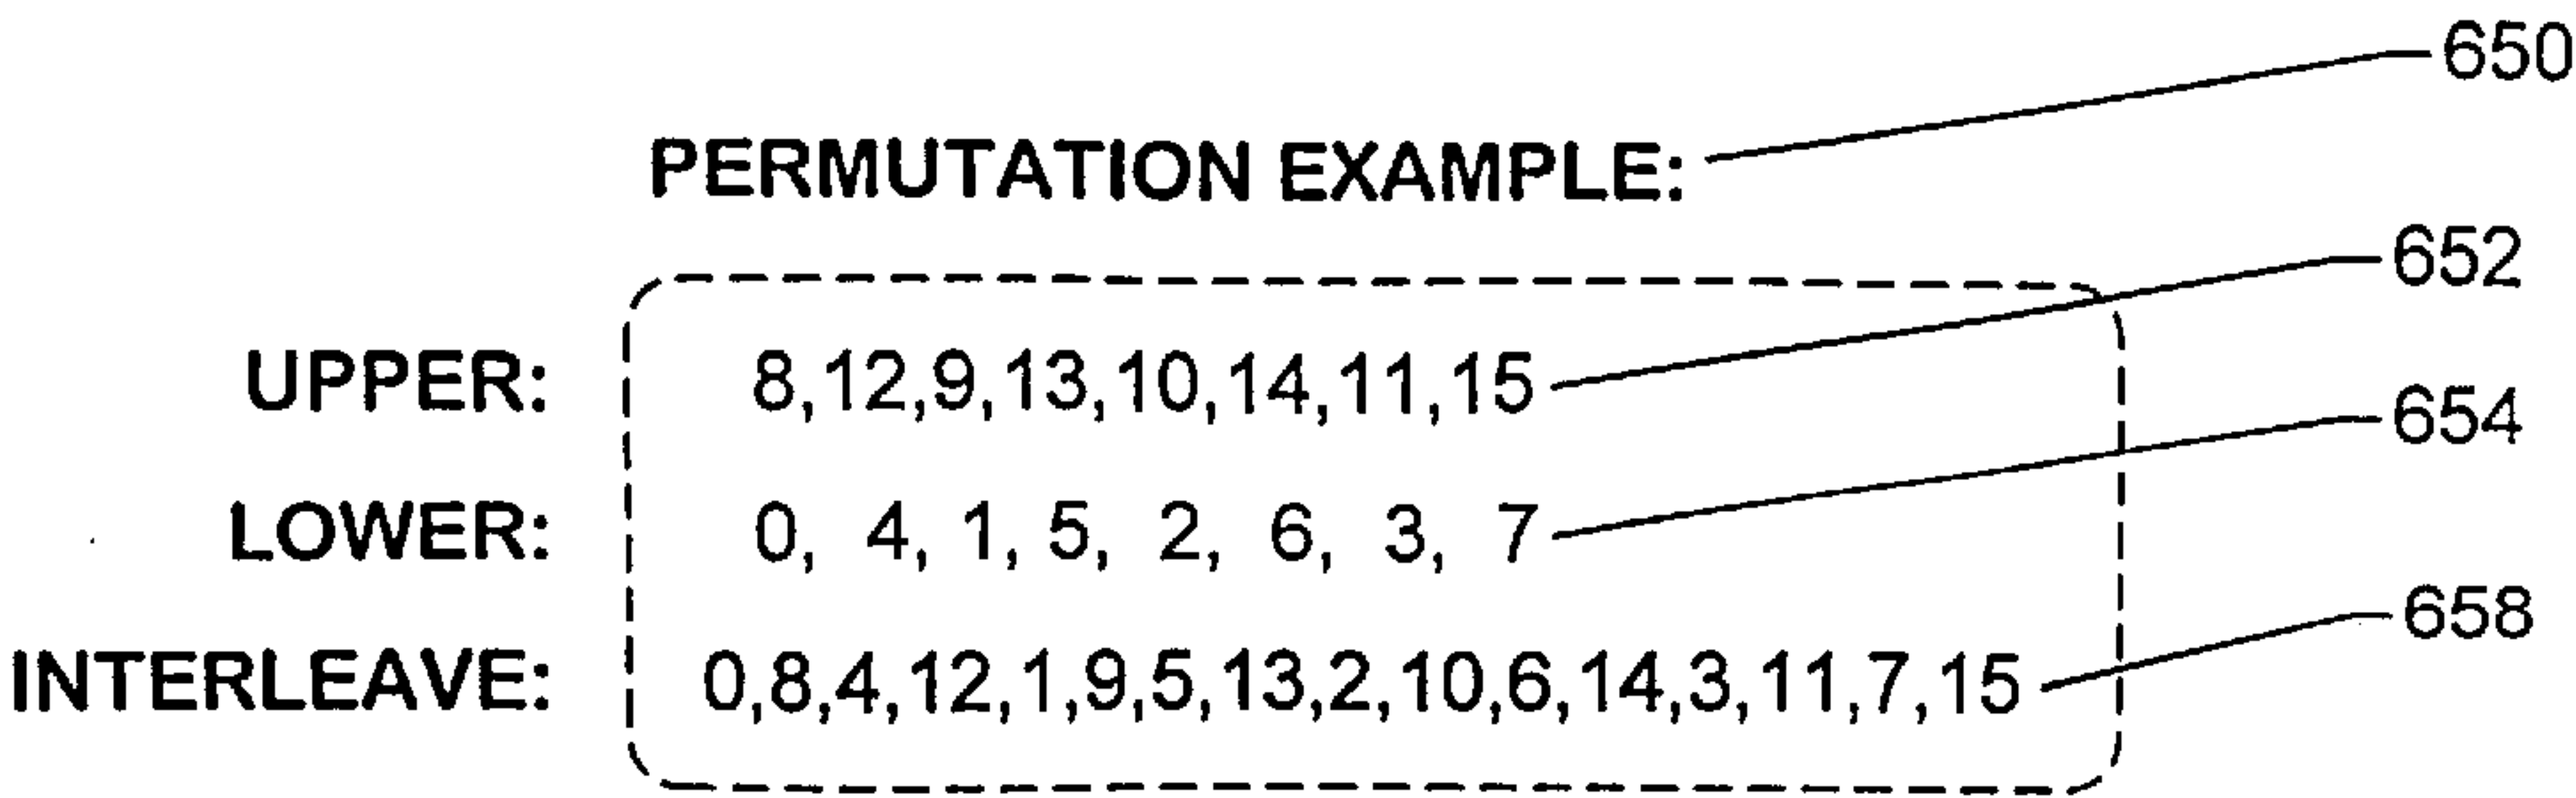 650
PERMUTATION EXAMPLE:
652
UPPER: 8,12,9,13,10,14,11,15
654
LOWER: 0, 4, 1, 5, 2, 6, 3, 7
658
INTERLEAVE: 0,8,4,12,1,9,5,13,2,10,6,14,3,11,7,15